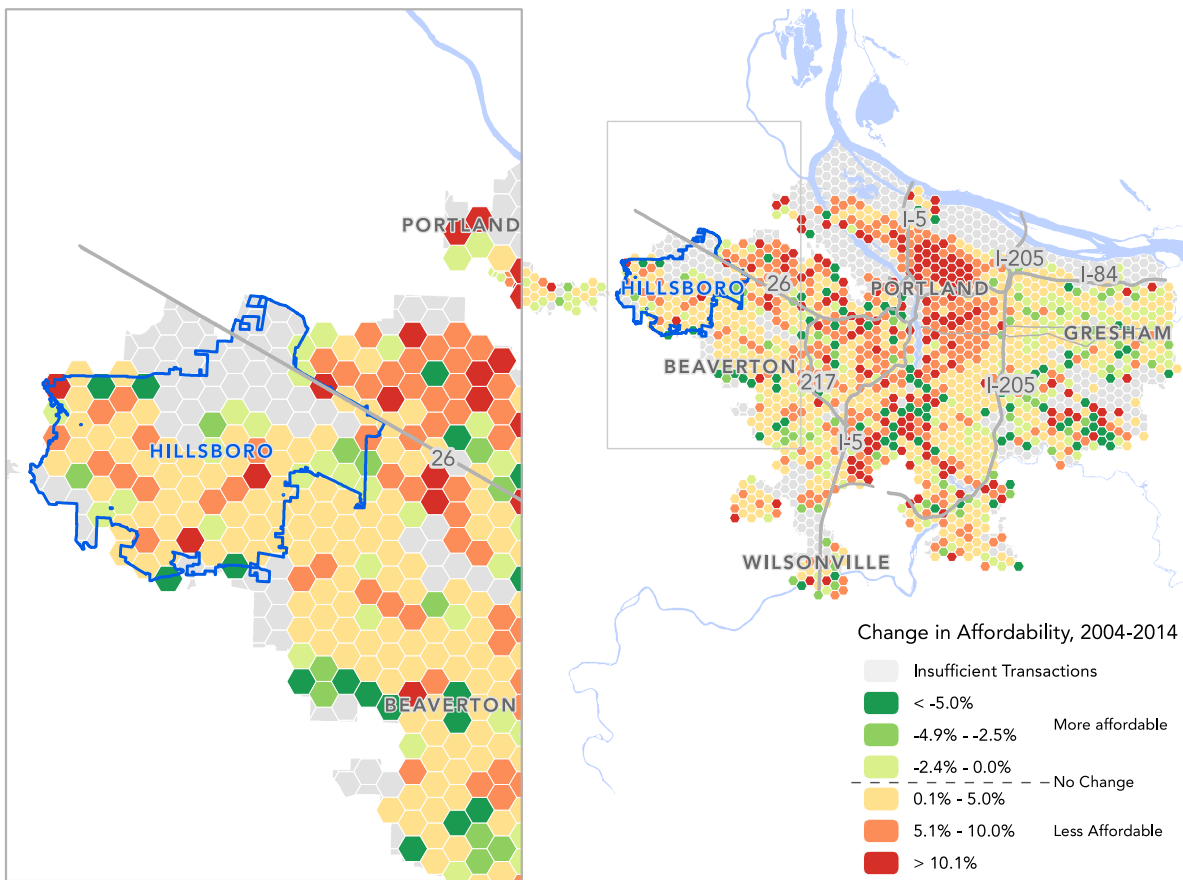 PORTLAND
HILLSBORO
26
BEAVERTON
I-5
I-205
I-84
26
HILLSBORO
PORTLAND
GRESHAM
BEAVERTON
217
I-205
I-5
WILSONVILLE
Change in Affordability, 2004-2014
Insufficient Transactions
< -5.0%
More affordable
-4.9% - -2.5%
-2.4% - 0.0%
No Change
0.1% - 5.0%
5.1% - 10.0% Less Affordable
> 10.1%